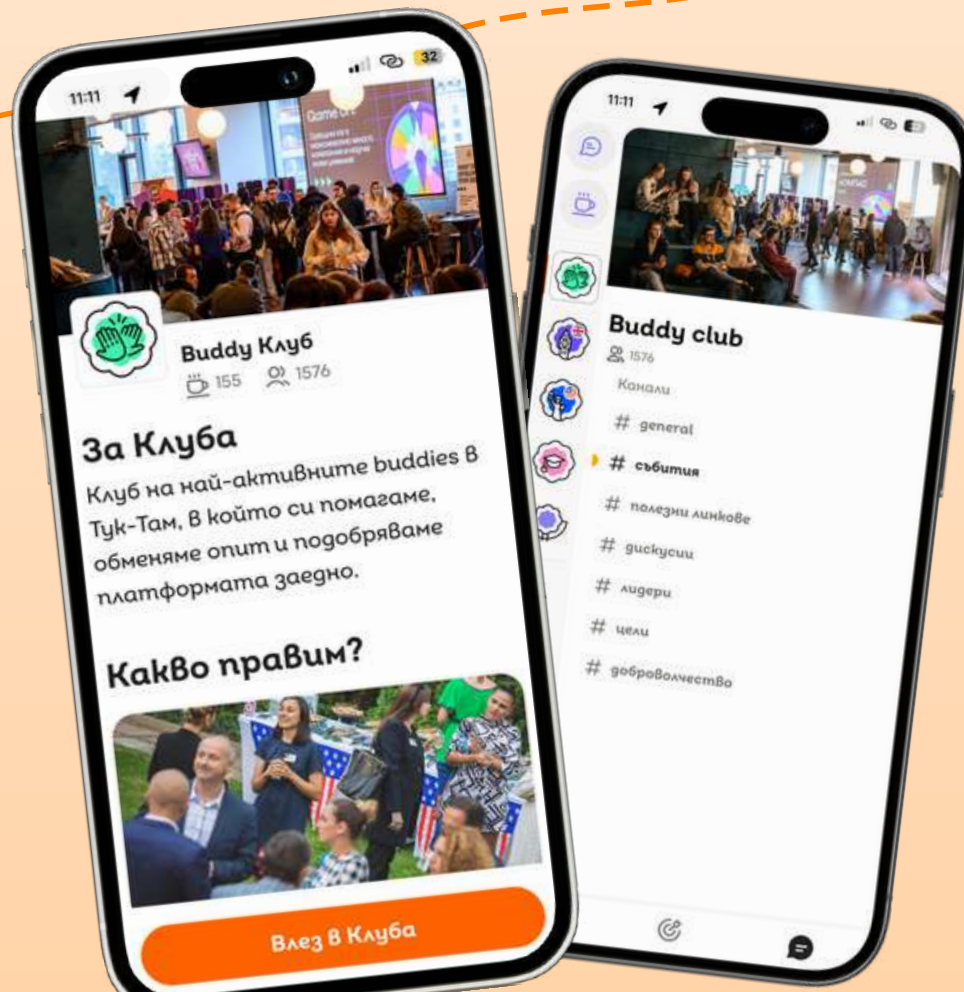 11:11
32
Game On!
Buddy Клуб
155 1576
За Клуба
Клуб на най-активните buddies в
Тук-Там, в който си помагаме,
обменяме опит и подобряваме
платформата заедно.
Какво правим?
Влез в Клуба
11:11
Buddy club
1576
Канали
# general
# събития
# полезни линкове
# дискусии
# лидери
# цели
# доброволчество